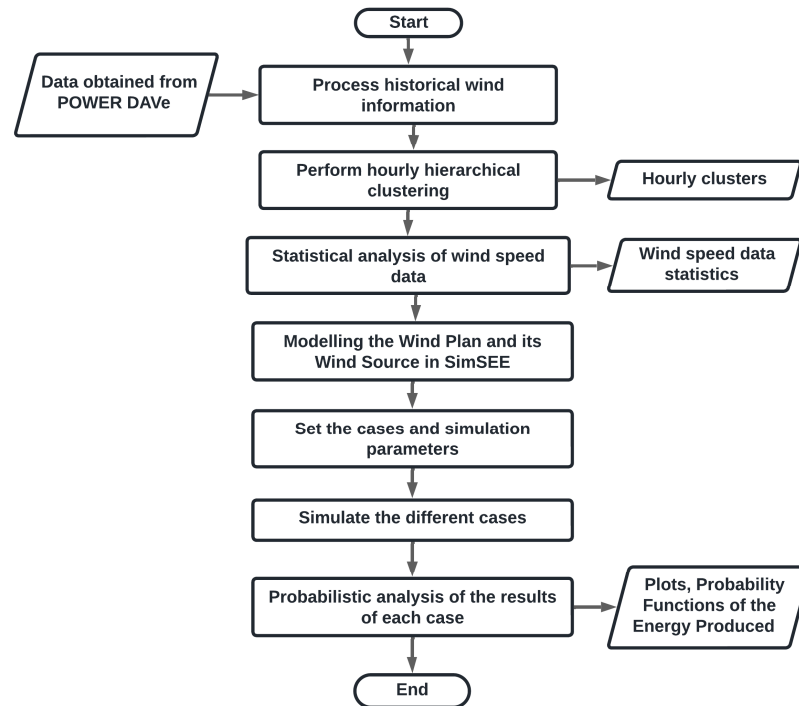 Start
Data obtained from
POWER DAVe
Process historical wind
information
Perform hourly hierarchical
clustering
Hourly clusters
Statistical analysis of wind speed
data
Wind speed data
statistics
Modelling the Wind Plan and its
Wind Source in SimSEE
Set the cases and simulation
parameters
Simulate the different cases
Probabilistic analysis of the results
of each case
Plots, Probability
Functions of the
Energy Produced
End